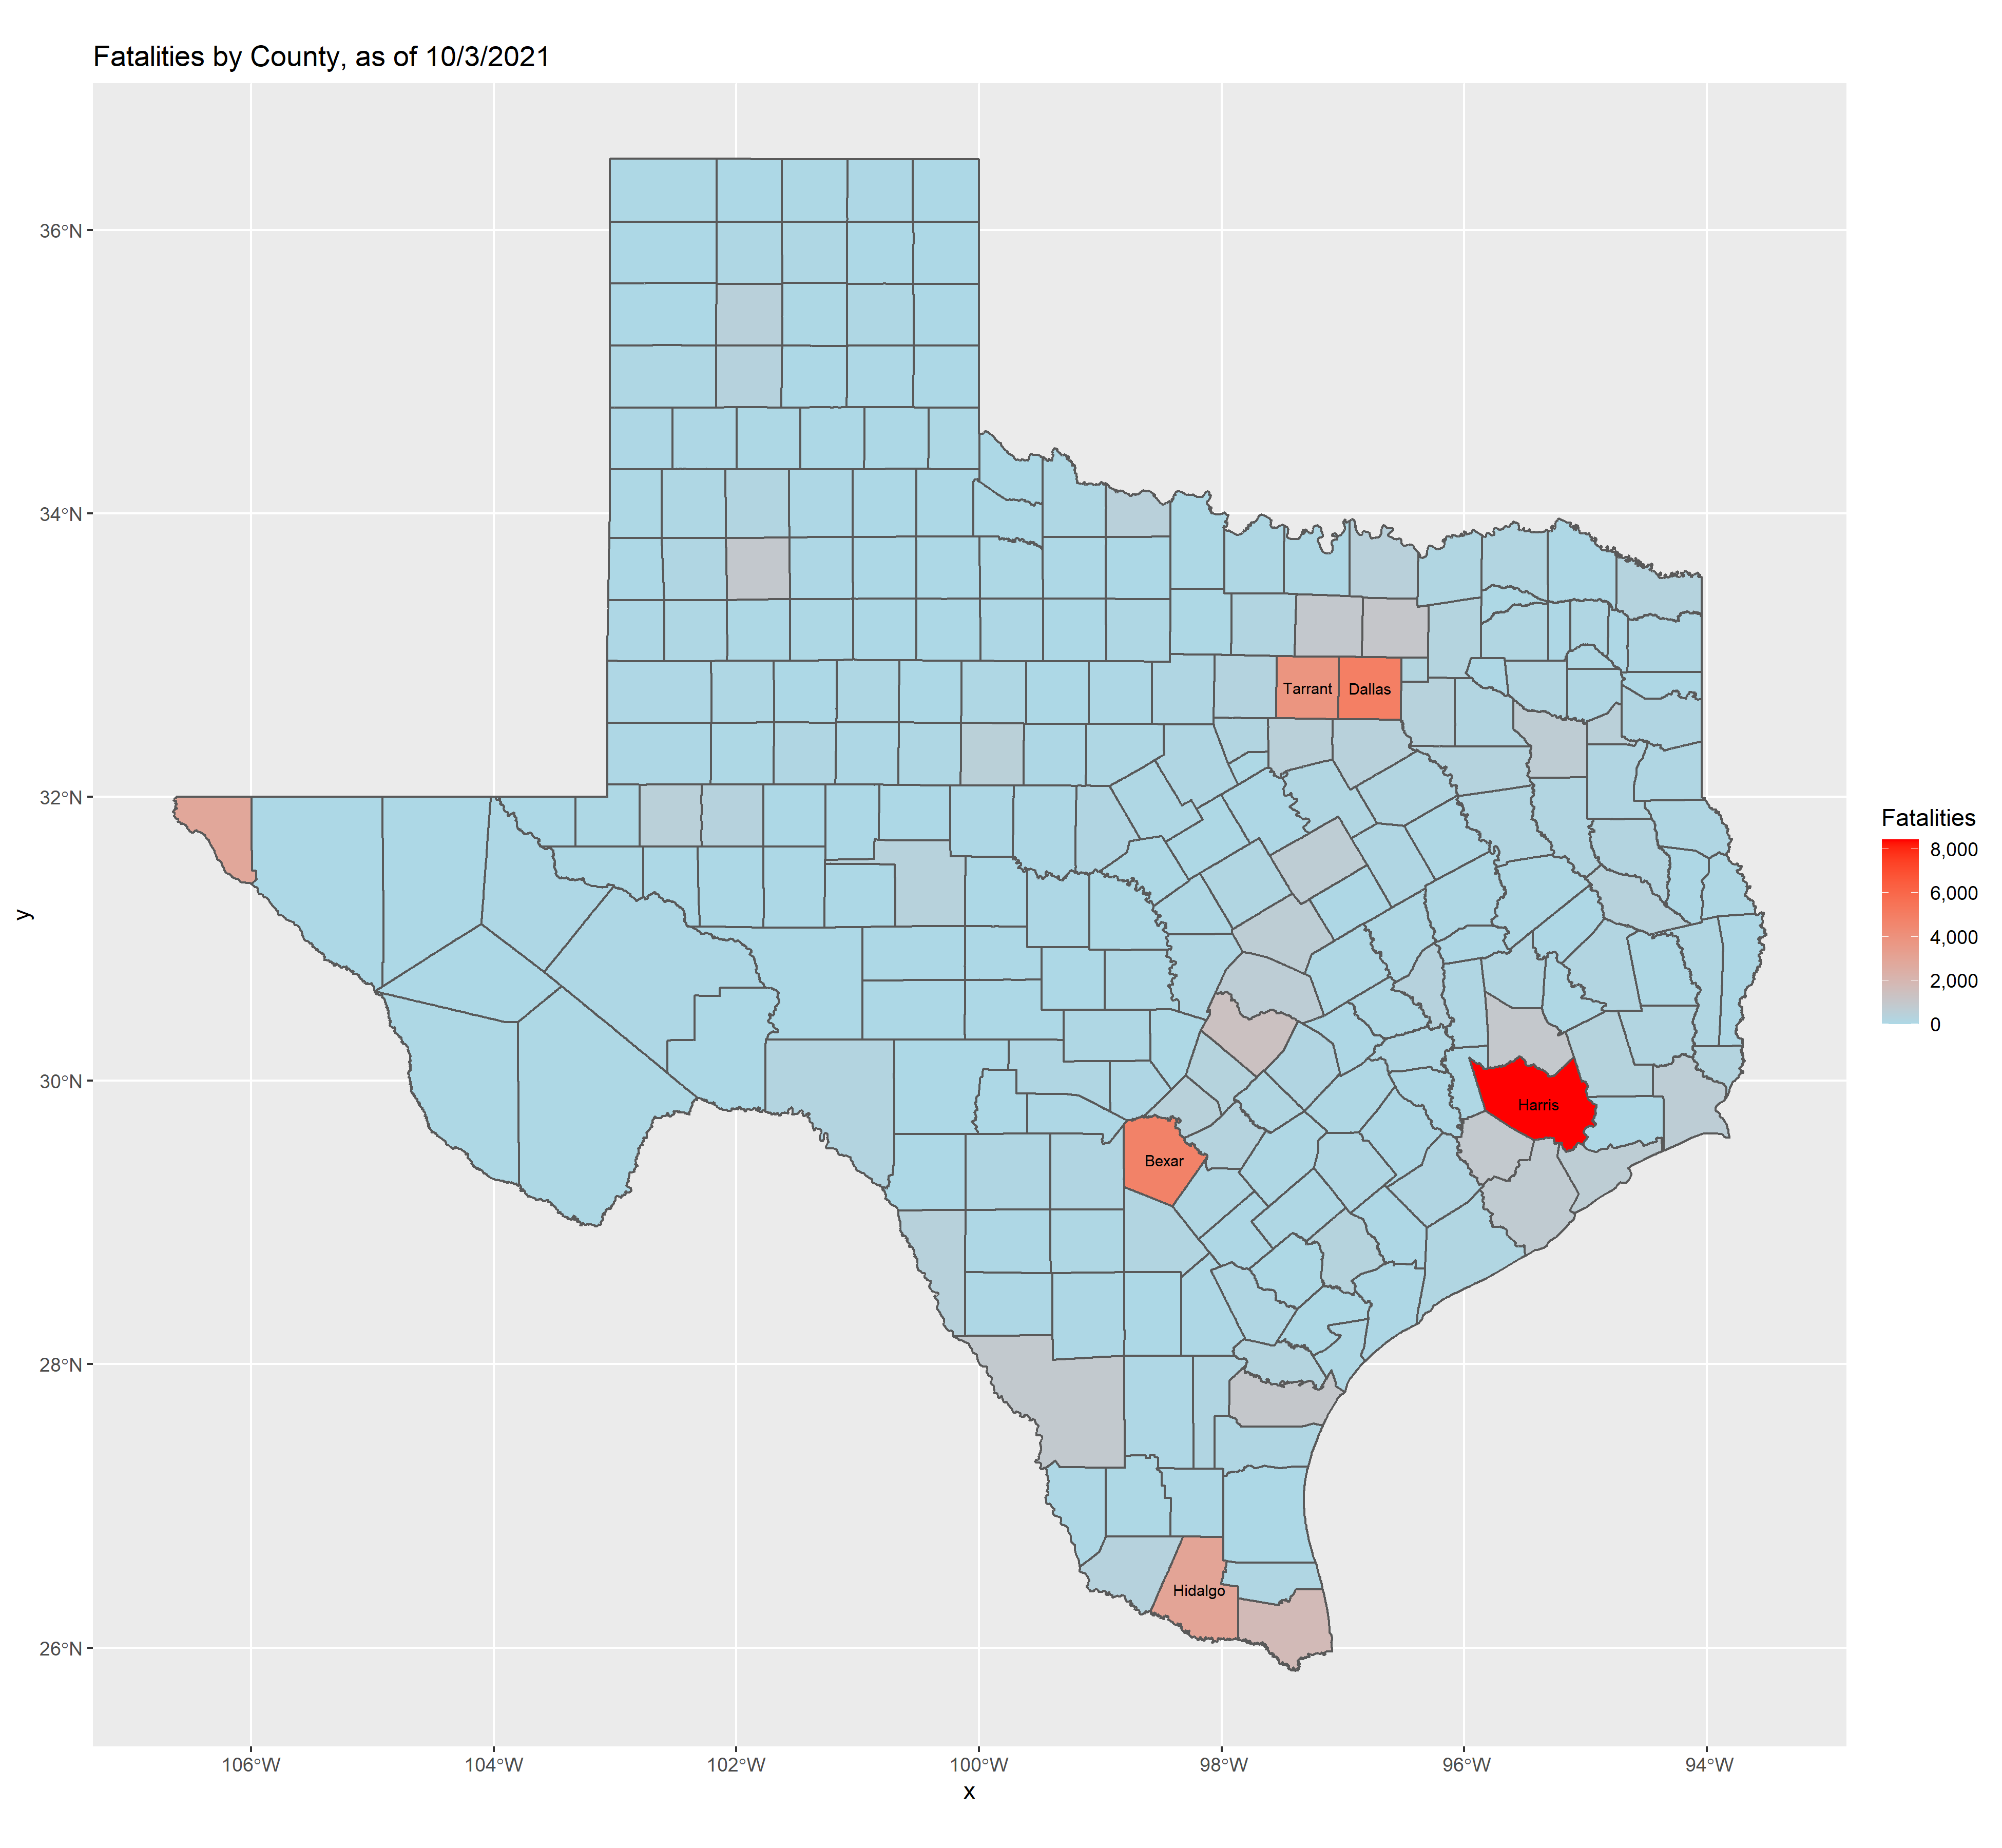 Fatalities by County, as of 10/3/2021
36°N
34°N
32°N
30°N
28°N
26°N
y
Tarrant
Dallas
Harris
Bexar
Hidalgo
106°W
104°W
102°W
100°W
98°W
96°W
94°W
x
Fatalities
8,000
6,000
4,000
2,000
0